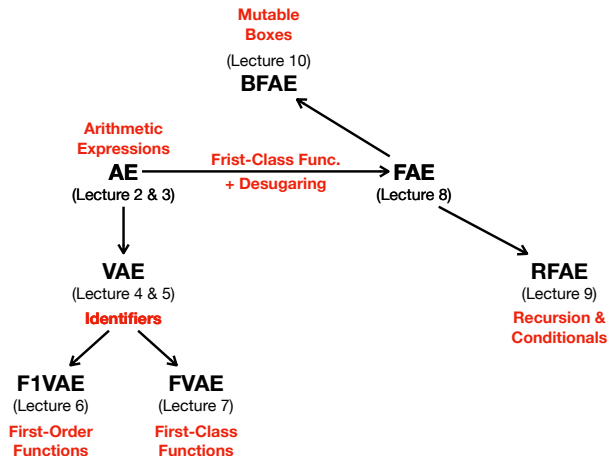 Mutable
Boxes
(Lecture 10)
BFAE
Arithmetic
Expressions
AE
(Lecture 2 & 3)
Frist-Class Func.
+ Desugaring
FAE
(Lecture 8)
VAE
(Lecture 4 & 5)
Identifiers
RFAE
(Lecture 9)
Recursion &
Conditionals
F1VAE
(Lecture 6)
First-Order
Functions
FVAE
(Lecture 7)
First-Class
Functions